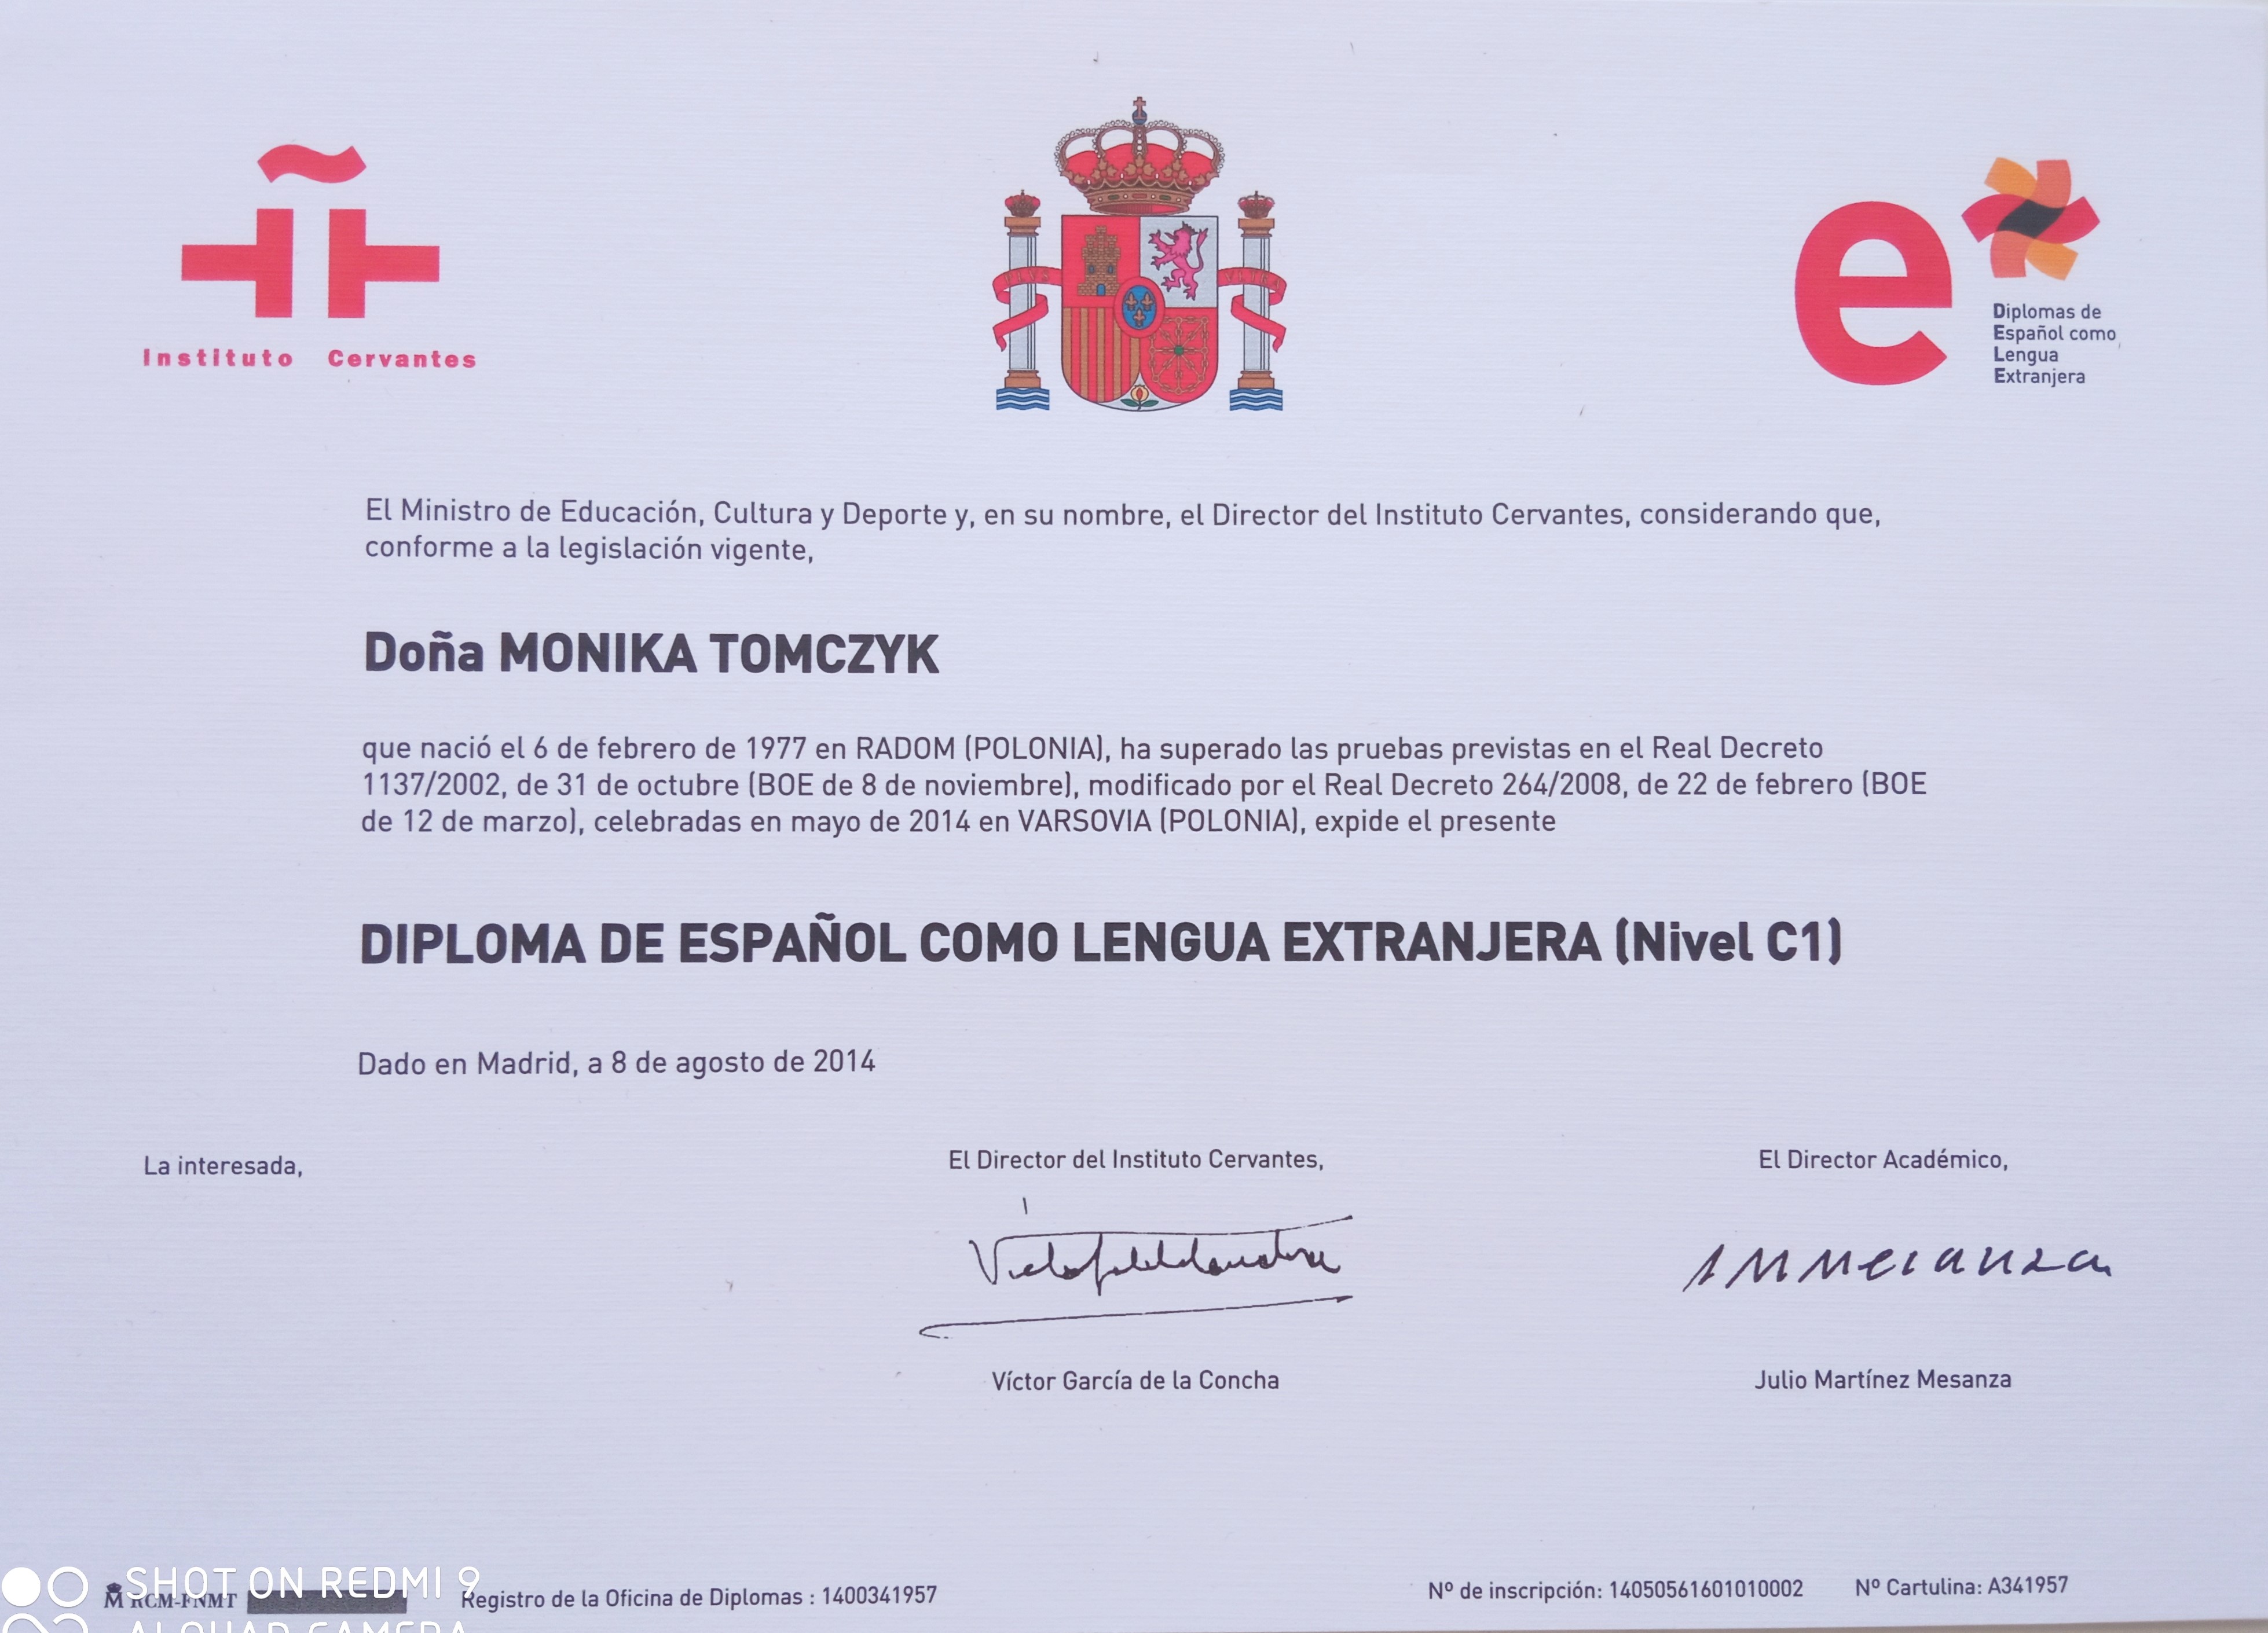 Instituto Cervantes
Diplomas de
Español como
Lengua
Extranjera
El Ministro de Educación, Cultura y Deporte y, en su nombre, el Director del Instituto Cervantes, considerando que,
conforme a la legislación vigente,
Doña MONIKA TOMCZYK
que nació el 6 de febrero de 1977 en RADOM (POLONIA), ha superado las pruebas previstas en el Real Decreto
1137/2002, de 31 de octubre (BOE de 8 de noviembre), modificado por el Real Decreto 264/2008, de 22 de febrero (BOE
de 12 de marzo), celebradas en mayo de 2014 en VARSOVIA (POLONIA), expide el presente
DIPLOMA DE ESPAÑOL COMO LENGUA EXTRANJERA (Nivel C1)
Dado en Madrid, a 8 de agosto de 2014
La interesada,
El Director del Instituto Cervantes,
El Director Académico,
Víctor García de la Concha
Julio Martínez Mesanza
SHOT ON REDMI 9
RCM-FNMT
Registro de la Oficina de Diplomas : 1400341957
Nº de inscripción: 14050561601010002
Nº Cartulina: A341957